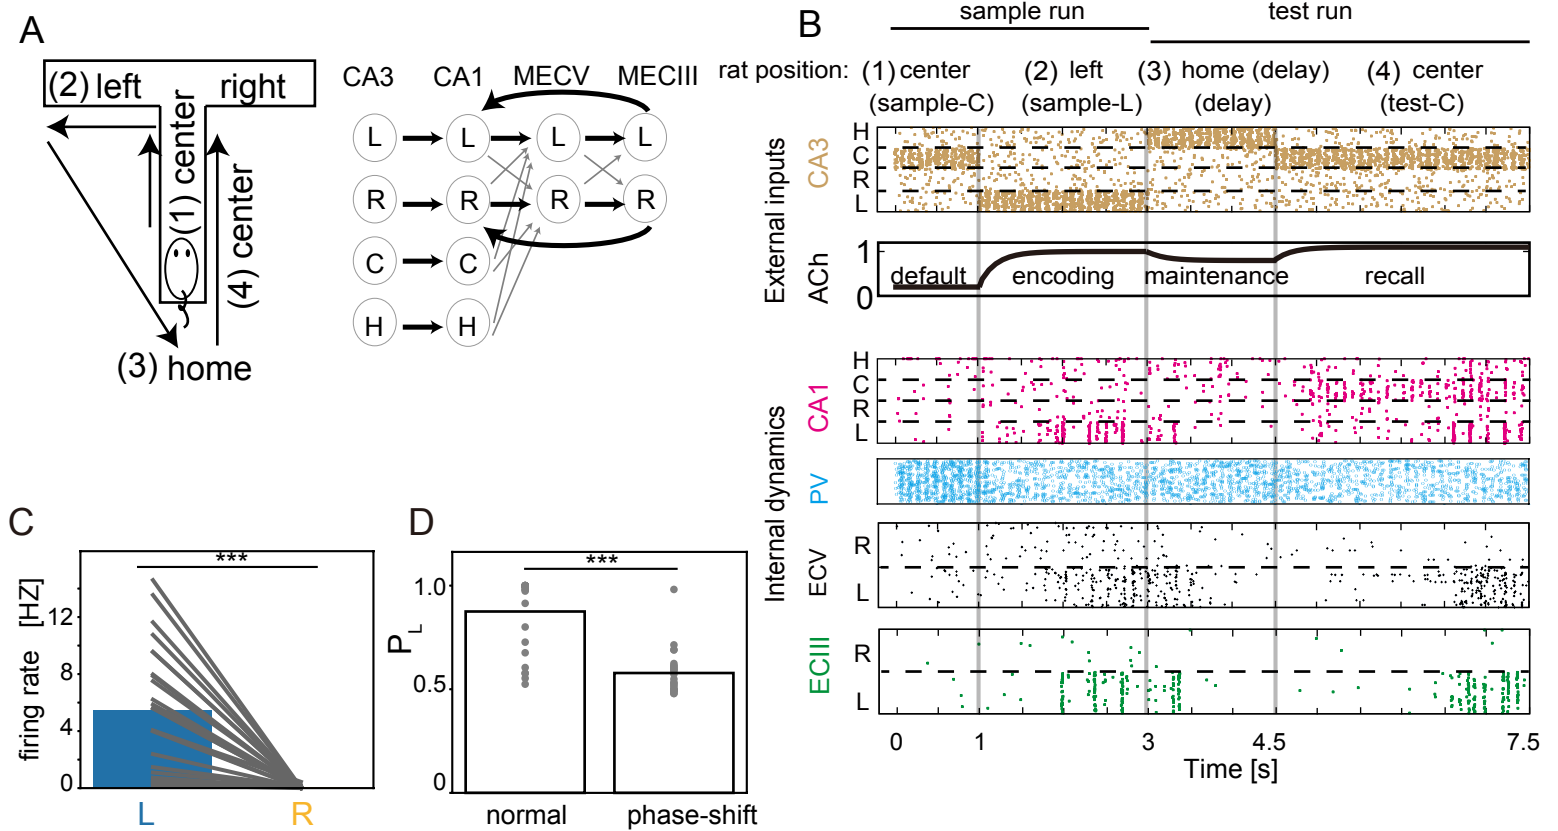 A
(2) left
right
(1) center
(4) center
(3) home
CA3 CA1 MECV MECIII
L L L L
R R R R
C C
H H
B
sample run
test run
rat position: (1) center (2) left (3) home (delay) (4) center
(sample-C) (sample-L) (delay) (test-C)
External inputs
CA3
H
C
R
L
ACh
1
0
default encoding maintenance recall
Internal dynamics
CA1
H
C
R
L
PV
ECV
R
L
ECIII
R
L
0 1 3 4.5 7.5
Time [s]
C
***
firing rate [HZ]
12
8
4
0
L R
D
***
PL
1.0
0.5
0
normal phase-shift